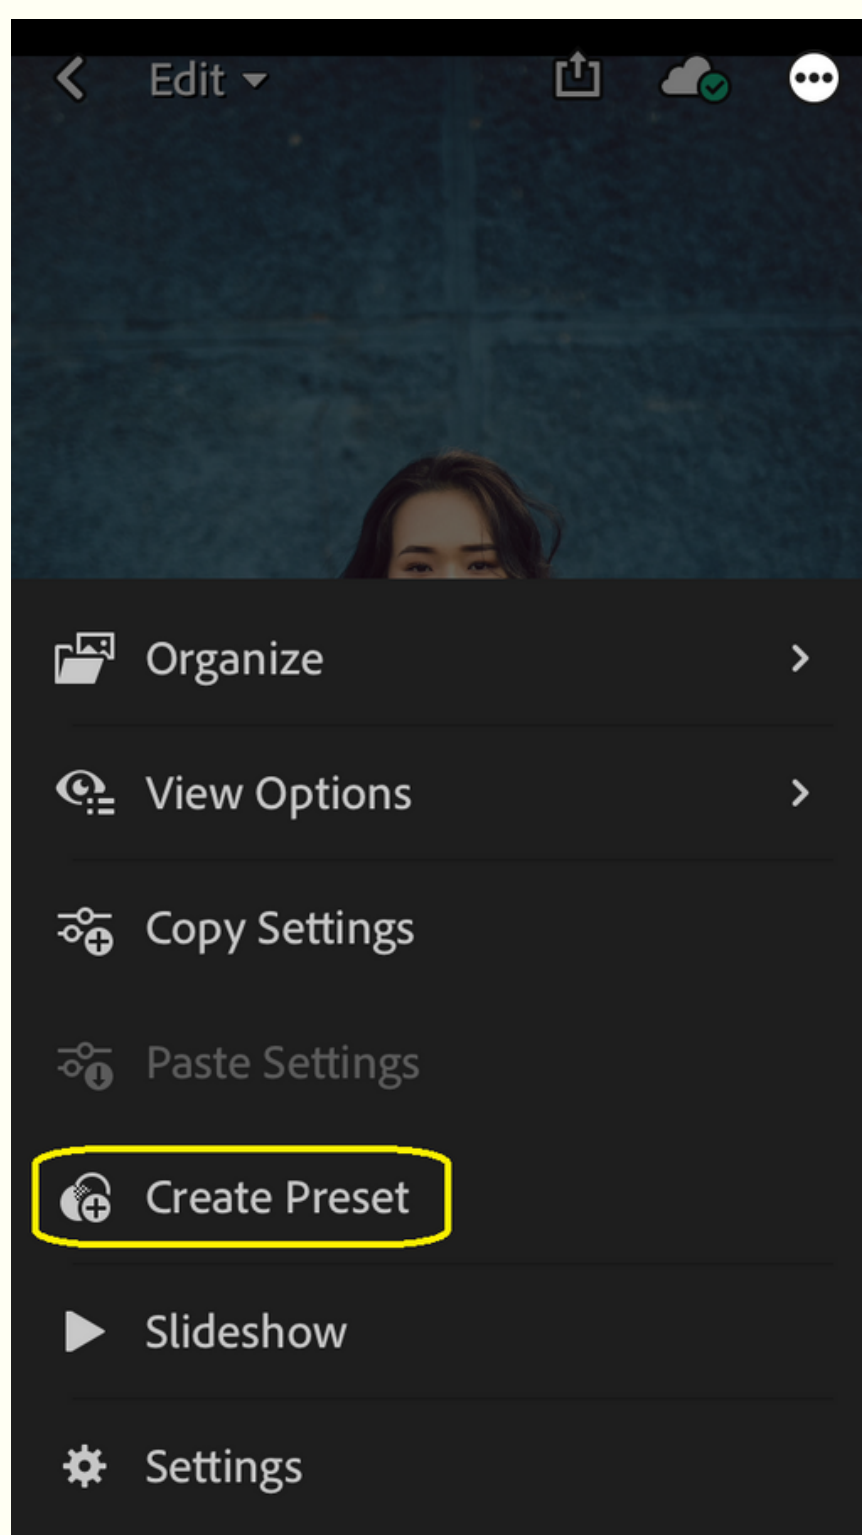 Edit
Organize
View Options
Copy Settings
Paste Settings
Create Preset
Slideshow
Settings